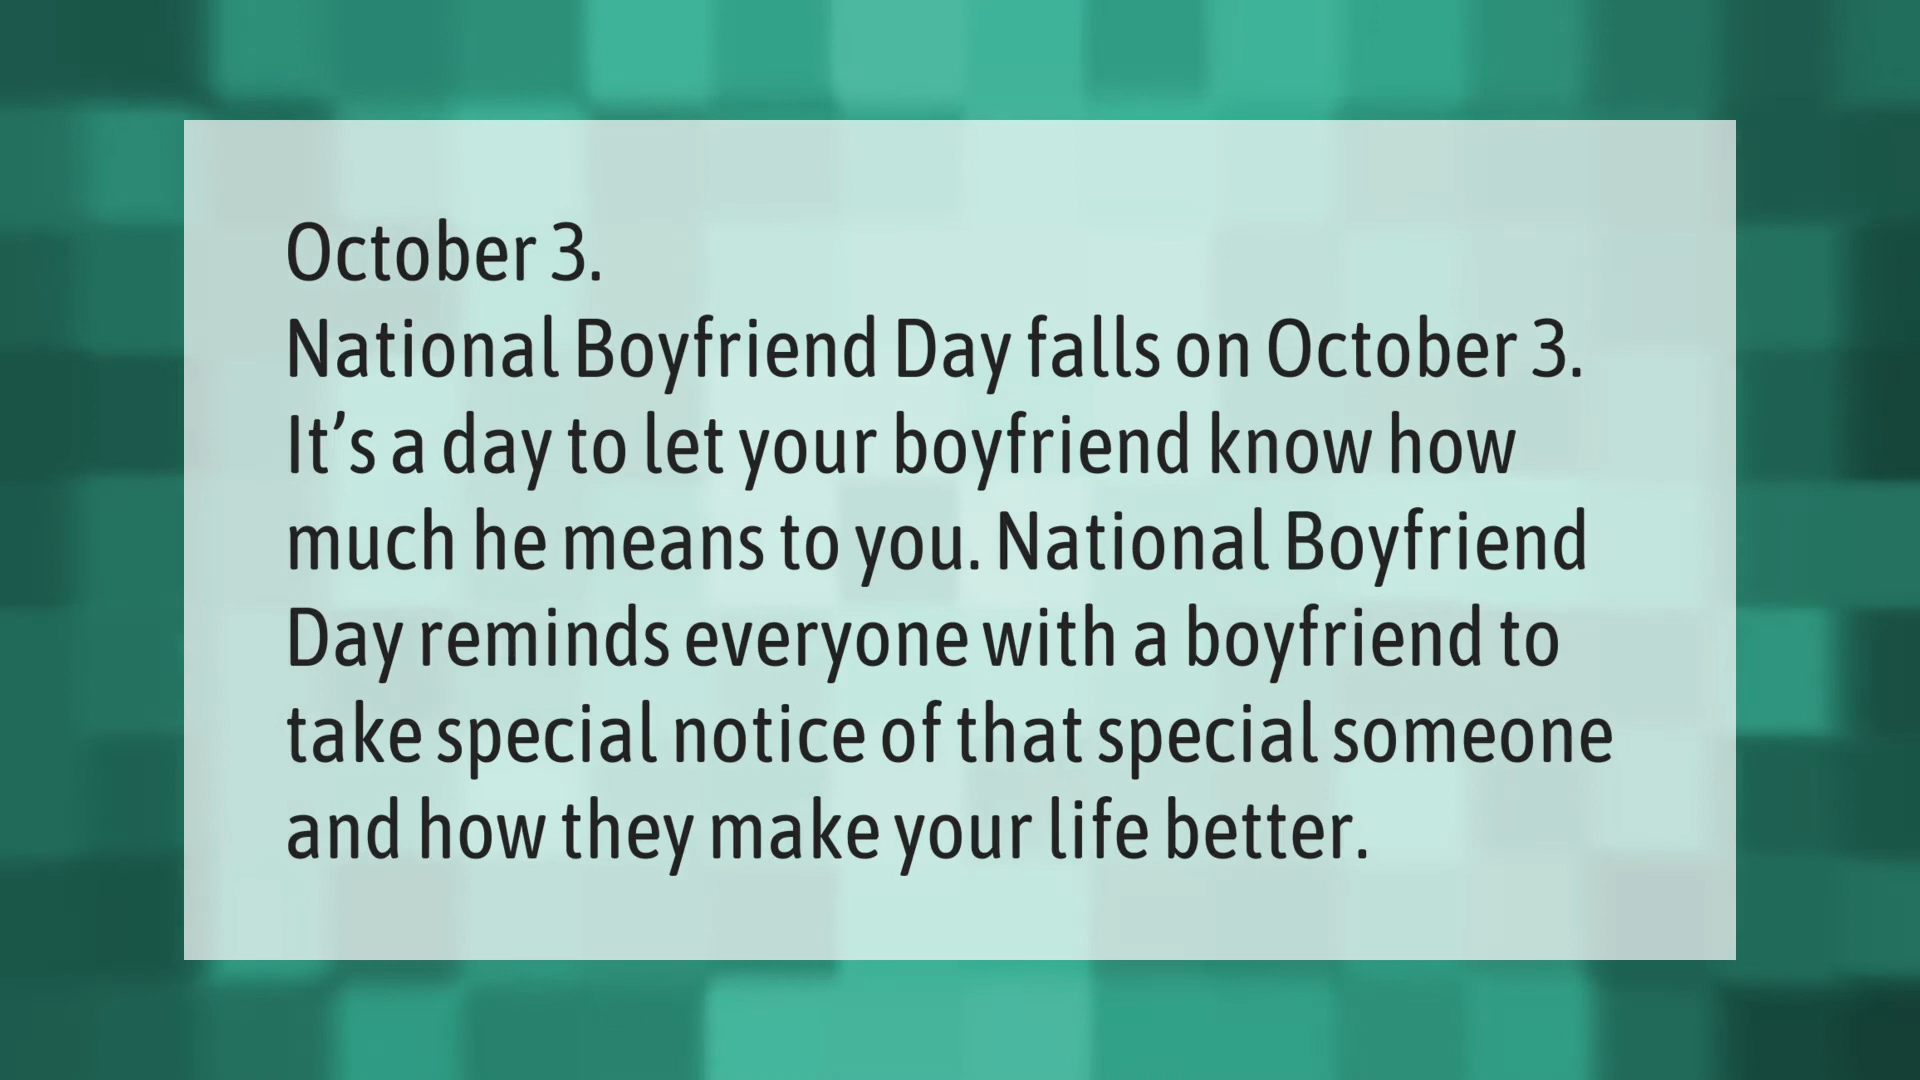 October 3.
National Boyfriend Day falls on October 3.
It’s a day to let your boyfriend know how
much he means to you. National Boyfriend
Day reminds everyone with a boyfriend to
take special notice of that special someone
and how they make your life better.